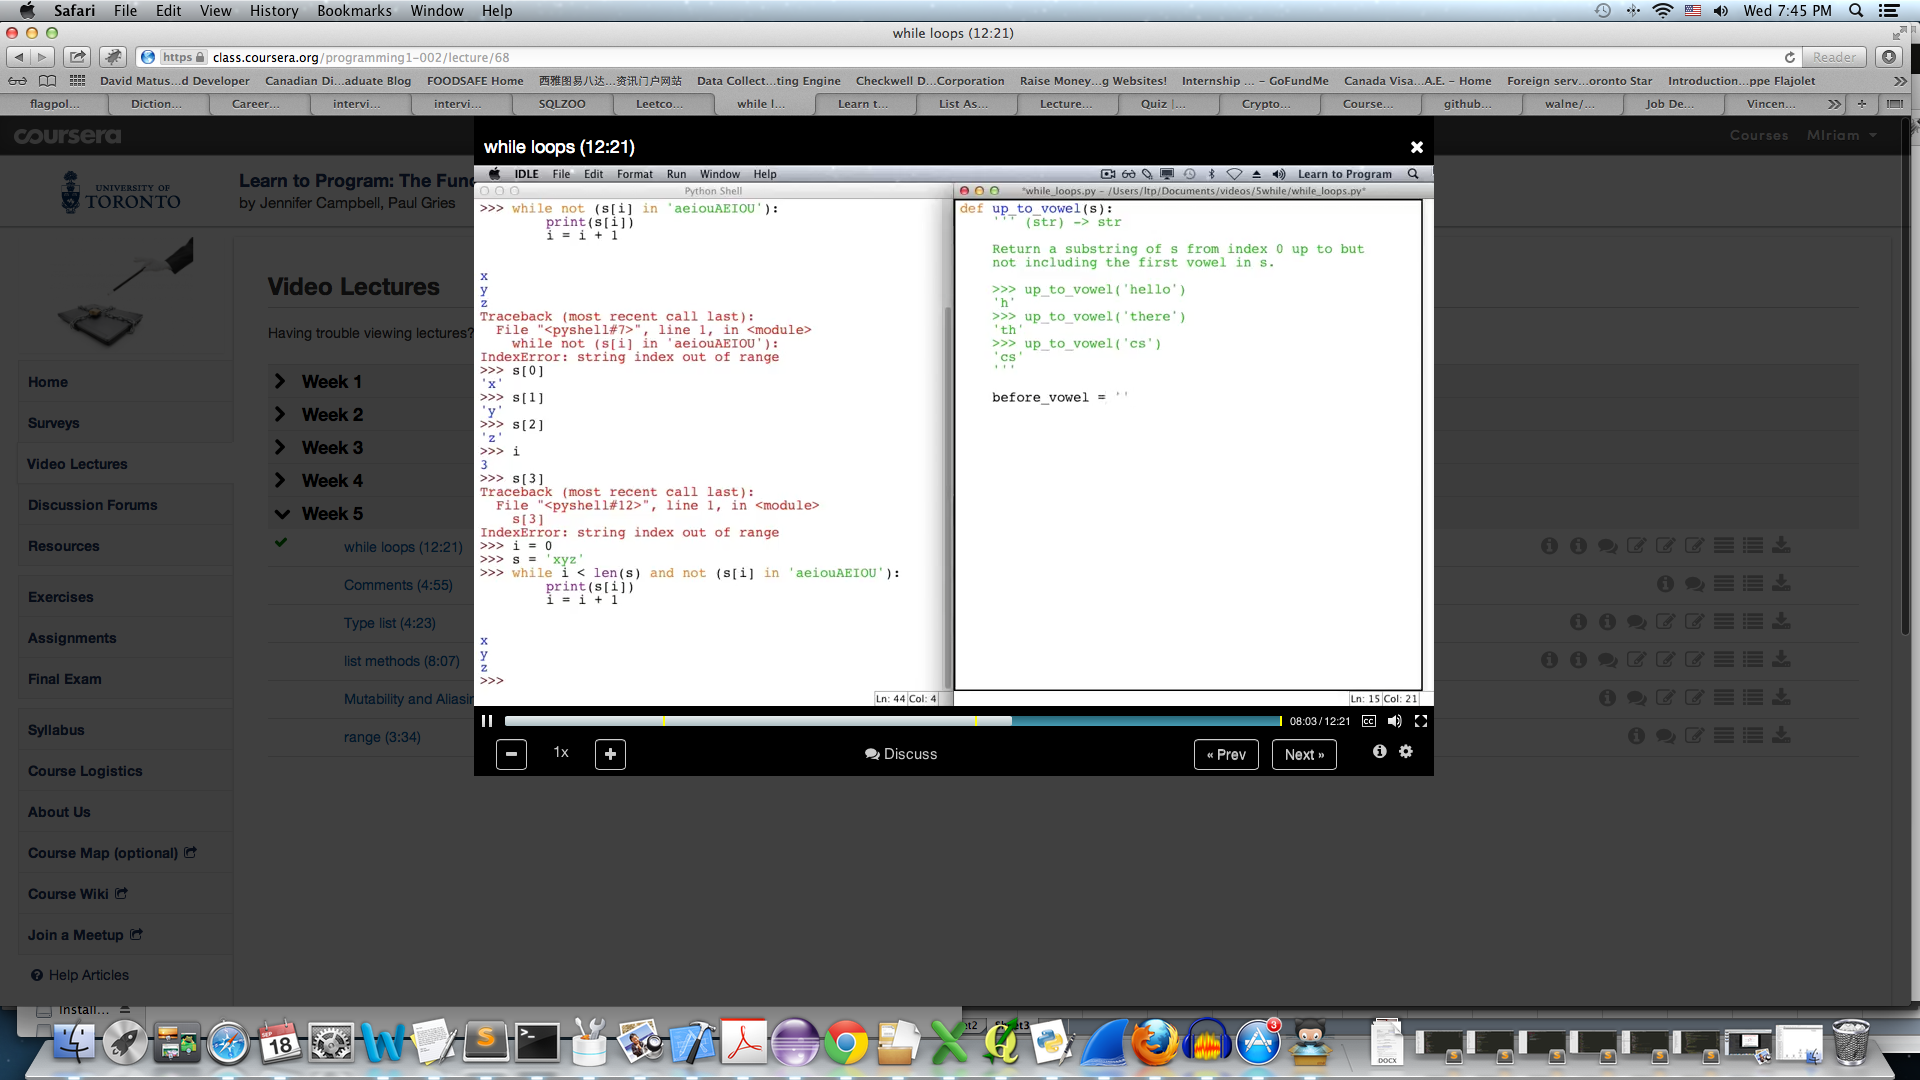 Safari File Edit View History Bookmarks Window Help Wed 7:45 PM
while loops (12:21)
https class.coursera.org/programming1-002/lecture/68 Reader
David Matus...d Developer Canadian Di...aduate Blog FOODSAFE Home 西雅图易八达...资讯门户网站 Data Collect...ting Engine Checkwell D...Corporation Raise Money...g Websites! Internship ... – GoFundMe Canada Visa...A.E. – Home Foreign serv...oronto Star Introduction...ppe Flajolet
flagpol... Diction... Career... intervi... intervi... SQLZOO Leetco... while l... Learn t... List As... Lecture... Quiz |... Crypto... Course... github... walne/... Job De... Vincen...
coursera Courses Miriam
UNIVERSITY OF
TORONTO
Learn to Program: The Fun
by Jennifer Campbell, Paul Gries
Home
Surveys
Video Lectures
Discussion Forums
Resources
Exercises
Assignments
Final Exam
Syllabus
Course Logistics
About Us
Course Map (optional)
Course Wiki
Join a Meetup
Help Articles
Video Lectures
Having trouble viewing lectures?
Week 1
Week 2
Week 3
Week 4
Week 5
while loops (12:21)
Comments (4:55)
Type list (4:23)
list methods (8:07)
Mutability and Aliasin
range (3:34)
while loops (12:21)
IDLE File Edit Format Run Window Help Learn to Program
Python Shell
>>> while not (s[i] in 'aeiouAEIOU'):
print(s[i])
i = i + 1
x
y
z
Traceback (most recent call last):
File "<pyshell#7>", line 1, in <module>
while not (s[i] in 'aeiouAEIOU'):
IndexError: string index out of range
>>> s[0]
'x'
>>> s[1]
'y'
>>> s[2]
'z'
>>> i
3
>>> s[3]
Traceback (most recent call last):
File "<pyshell#12>", line 1, in <module>
s[3]
IndexError: string index out of range
>>> i = 0
>>> s = 'xyz'
>>> while i < len(s) and not (s[i] in 'aeiouAEIOU'):
print(s[i])
i = i + 1
x
y
z
>>>
Ln: 44 Col: 4
*while_loops.py – /Users/ltp/Documents/videos/5while/while_loops.py*
def up_to_vowel(s):
''' (str) -> str
Return a substring of s from index 0 up to but
not including the first vowel in s.
>>> up_to_vowel('hello')
'h'
>>> up_to_vowel('there')
'th'
>>> up_to_vowel('cs')
'cs'
'''
before_vowel = ''
Ln: 15 Col: 21
08:03 / 12:21 CC
1x Discuss « Prev Next »
Install...
SEP
18
3
DOCX